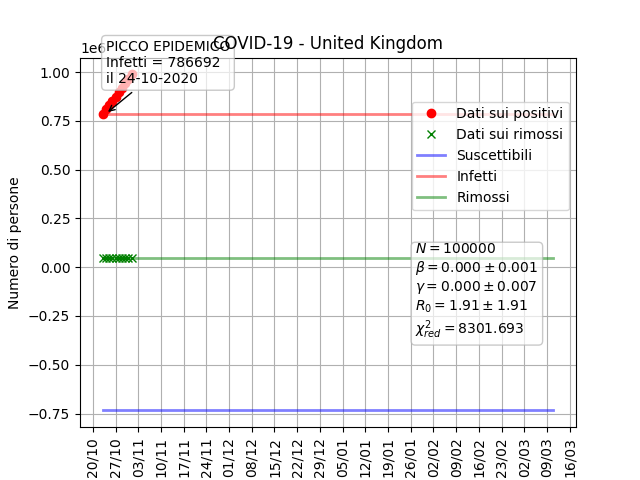 COVID-19 - United Kingdom
1e6
PICCO EPIDEMICO
Infetti = 786692
il 24-10-2020
Numero di persone
1.00
0.75
0.50
0.25
0.00
−0.25
−0.50
−0.75
Dati sui positivi
Dati sui rimossi
Suscettibili
Infetti
Rimossi
N = 100000
β = 0.000 ± 0.001
γ = 0.000 ± 0.007
R₀ = 1.91 ± 1.91
χ²red = 8301.693
20/10
27/10
03/11
10/11
17/11
24/11
01/12
08/12
15/12
22/12
29/12
05/01
12/01
19/01
26/01
02/02
09/02
16/02
23/02
02/03
09/03
16/03